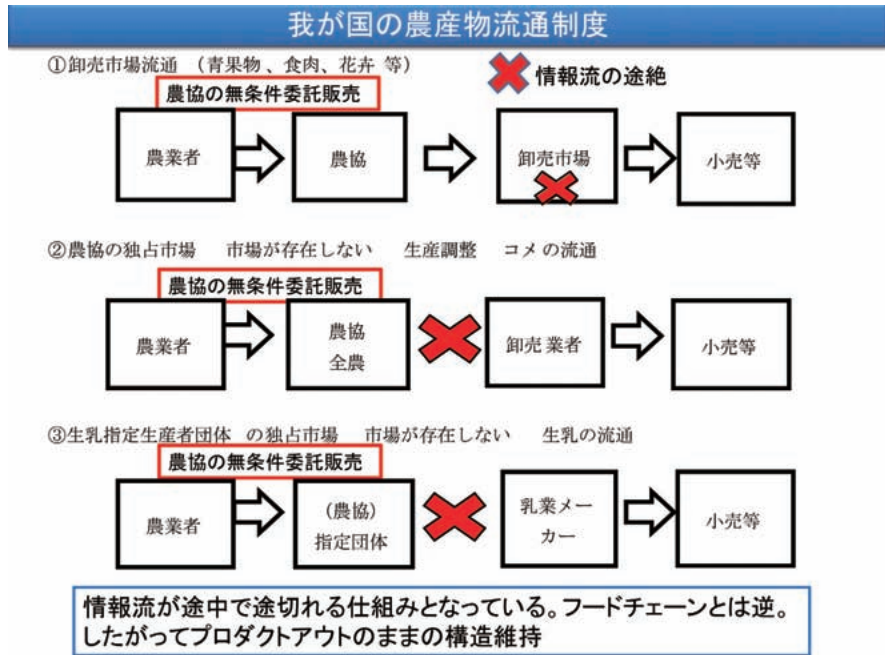 我が国の農産物流通制度
①卸売市場流通 （青果物、食肉、花卉 等）
情報流の途絶
農協の無条件委託販売
農業者
農協
卸売市場
小売等
②農協の独占市場 市場が存在しない 生産調整 コメの流通
農協の無条件委託販売
農業者
農協
全農
卸売業者
小売等
③生乳指定生産者団体 の独占市場 市場が存在しない 生乳の流通
農協の無条件委託販売
農業者
(農協)
指定団体
乳業メー
カー
小売等
情報流が途中で途切れる仕組みとなっている。フードチェーンとは逆。
したがってプロダクトアウトのままの構造維持